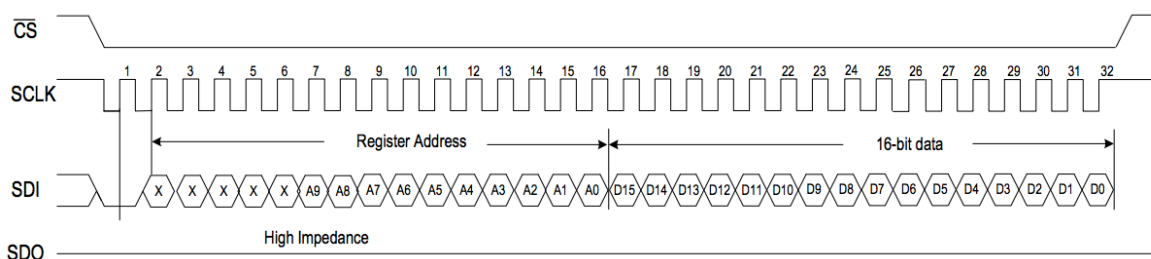 CS
1 2 3 4 5 6 7 8 9 10 11 12 13 14 15 16 17 18 19 20 21 22 23 24 25 26 27 28 29 30 31 32
SCLK
Register Address 16-bit data
SDI X X X X X A9 A8 A7 A6 A5 A4 A3 A2 A1 A0 D15 D14 D13 D12 D11 D10 D9 D8 D7 D6 D5 D4 D3 D2 D1 D0
High Impedance
SDO